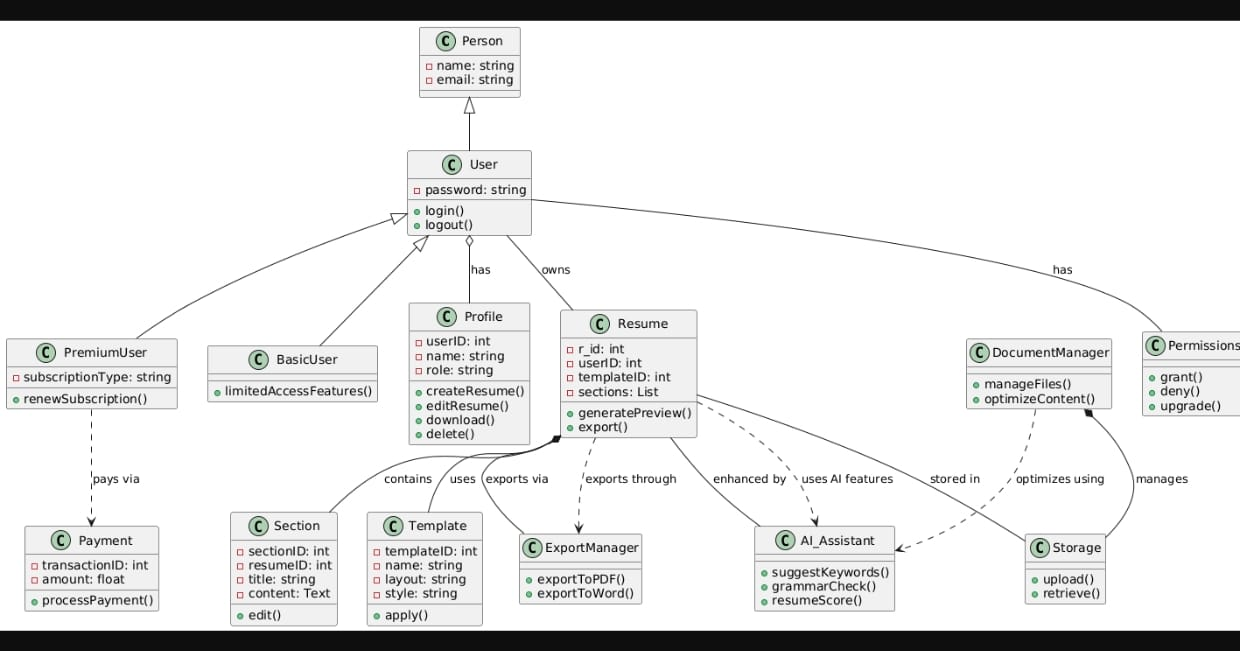 C Person
name: string
email: string
C User
password: string
login()
logout()
has
owns
has
C PremiumUser
subscriptionType: string
renewSubscription()
C BasicUser
limitedAccessFeatures()
C Profile
userID: int
name: string
role: string
createResume()
editResume()
download()
delete()
C Resume
r_id: int
userID: int
templateID: int
sections: List
generatePreview()
export()
C DocumentManager
manageFiles()
optimizeContent()
C Permissions
grant()
deny()
upgrade()
pays via
contains
uses
exports via
exports through
enhanced by
uses AI features
stored in
optimizes using
manages
C Payment
transactionID: int
amount: float
processPayment()
C Section
sectionID: int
resumeID: int
title: string
content: Text
edit()
C Template
templateID: int
name: string
layout: string
style: string
apply()
C ExportManager
exportToPDF()
exportToWord()
C AI_Assistant
suggestKeywords()
grammarCheck()
resumeScore()
C Storage
upload()
retrieve()